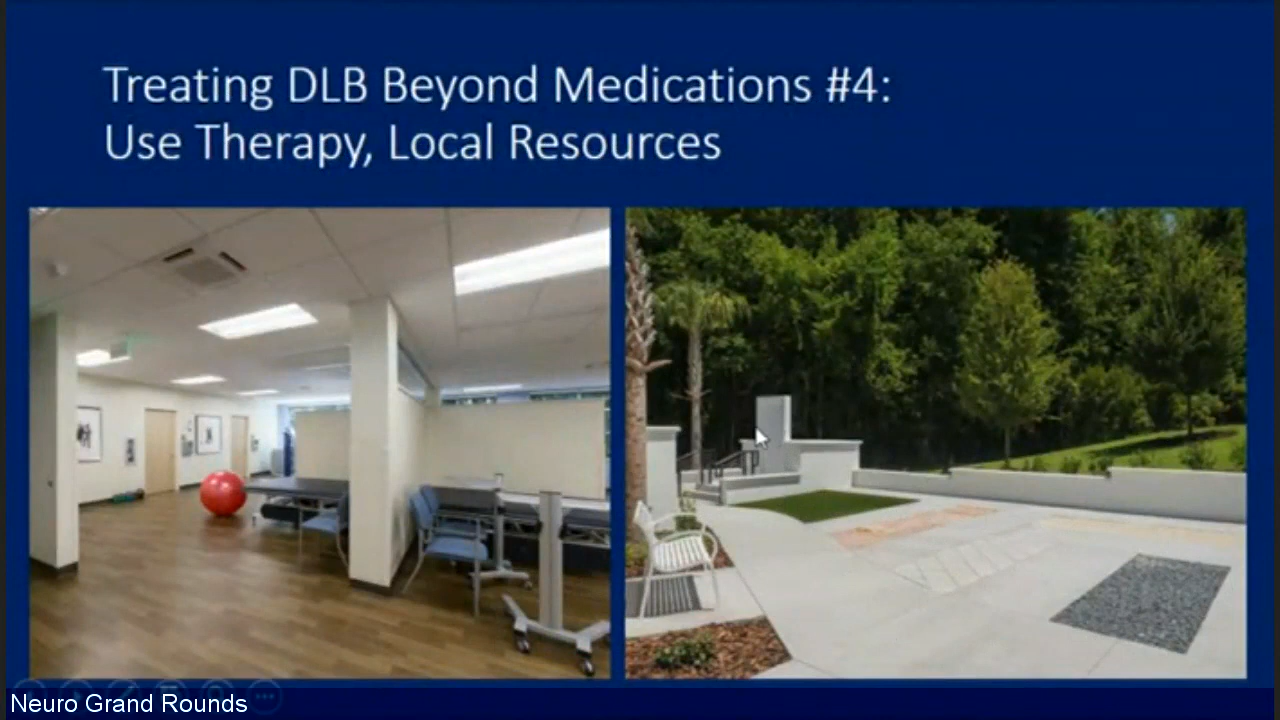 Treating DLB Beyond Medications #4:
Use Therapy, Local Resources
Neuro Grand Rounds